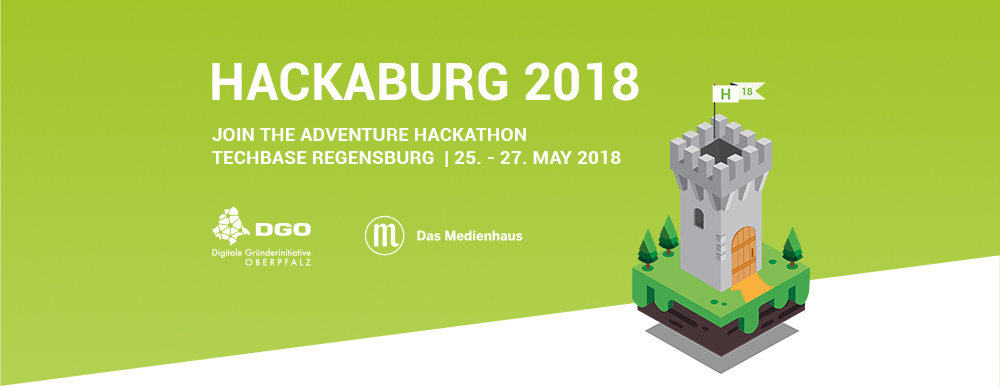 HACKABURG 2018
JOIN THE ADVENTURE HACKATHON
TECHBASE REGENSBURG | 25. - 27. MAY 2018
DGO
Digitale Gründerinitiative
OBERPFALZ
M
Das Medienhaus
H 18